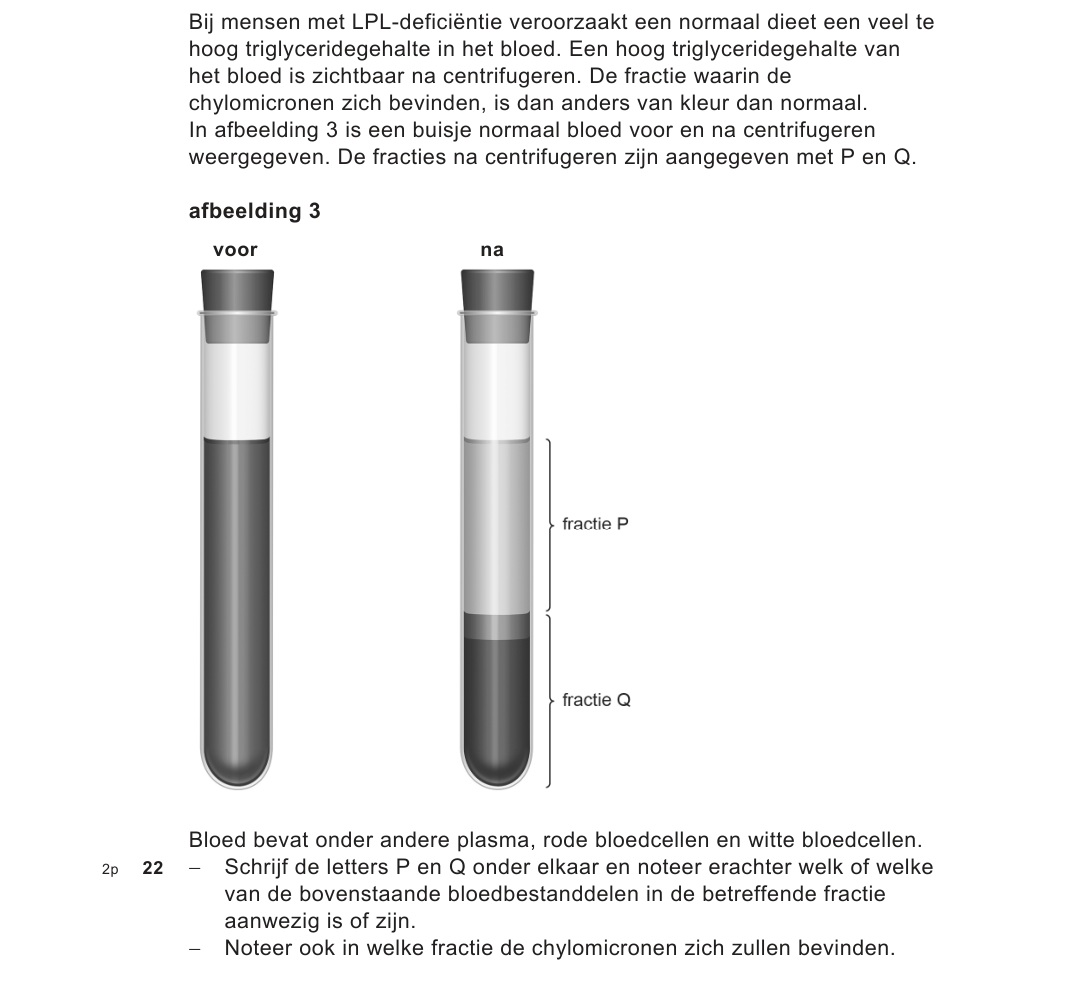 Bij mensen met LPL-deficiëntie veroorzaakt een normaal dieet een veel te
hoog triglyceridegehalte in het bloed. Een hoog triglyceridegehalte van
het bloed is zichtbaar na centrifugeren. De fractie waarin de
chylomicronen zich bevinden, is dan anders van kleur dan normaal.
In afbeelding 3 is een buisje normaal bloed voor en na centrifugeren
weergegeven. De fracties na centrifugeren zijn aangegeven met P en Q.
afbeelding 3
voor na
fractie P
fractie Q
Bloed bevat onder andere plasma, rode bloedcellen en witte bloedcellen.
2p 22 – Schrijf de letters P en Q onder elkaar en noteer erachter welk of welke
van de bovenstaande bloedbestanddelen in de betreffende fractie
aanwezig is of zijn.
– Noteer ook in welke fractie de chylomicronen zich zullen bevinden.